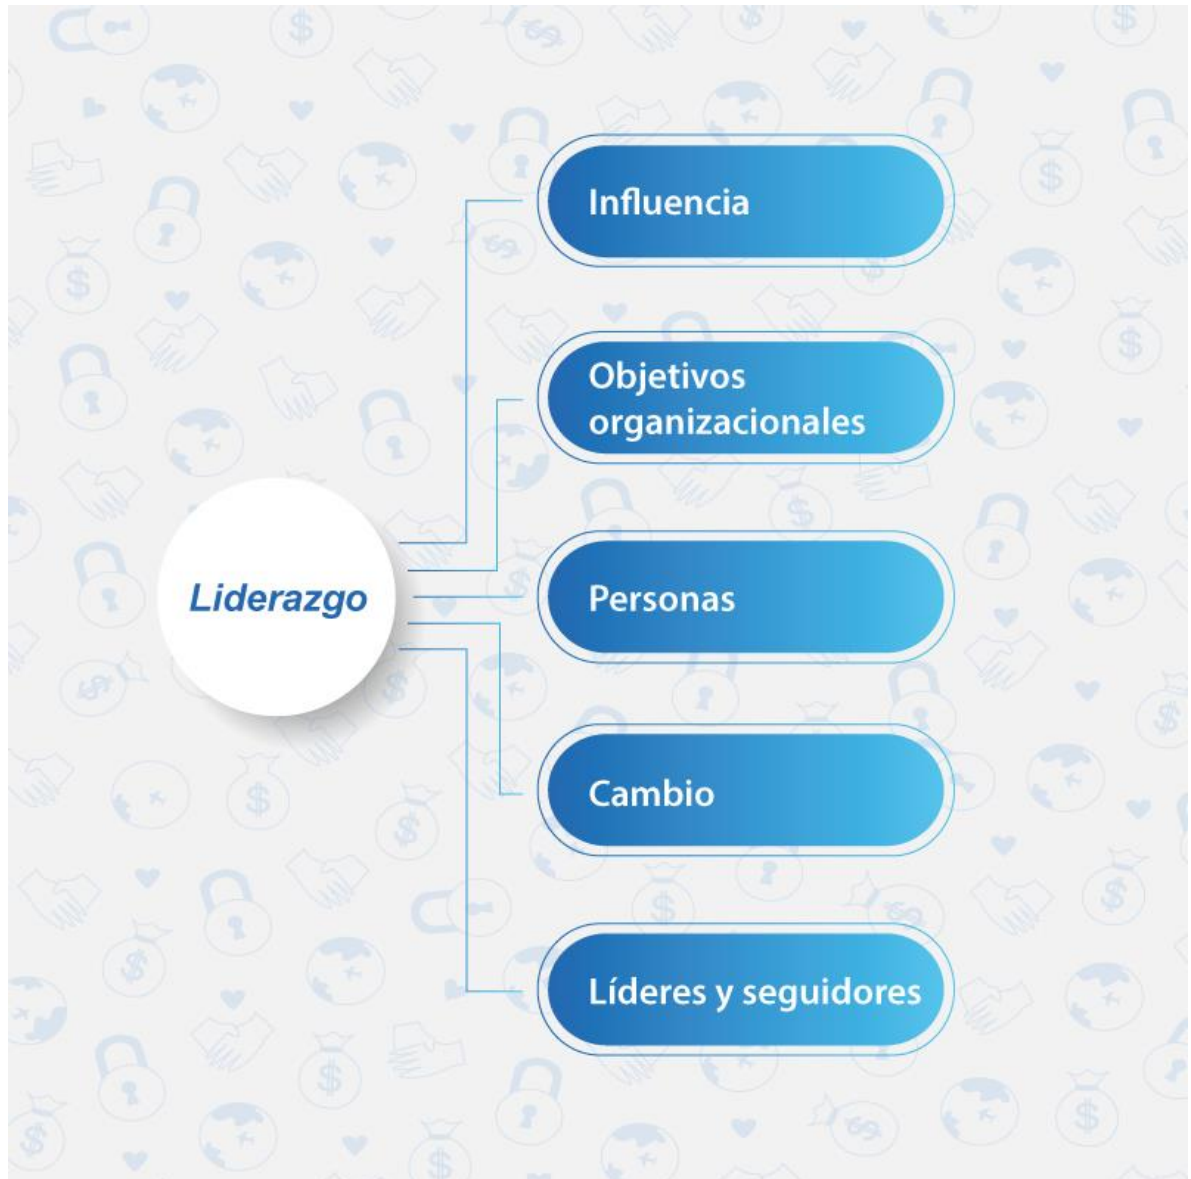 Liderazgo
Influencia
Objetivos
organizacionales
Personas
Cambio
Líderes y seguidores